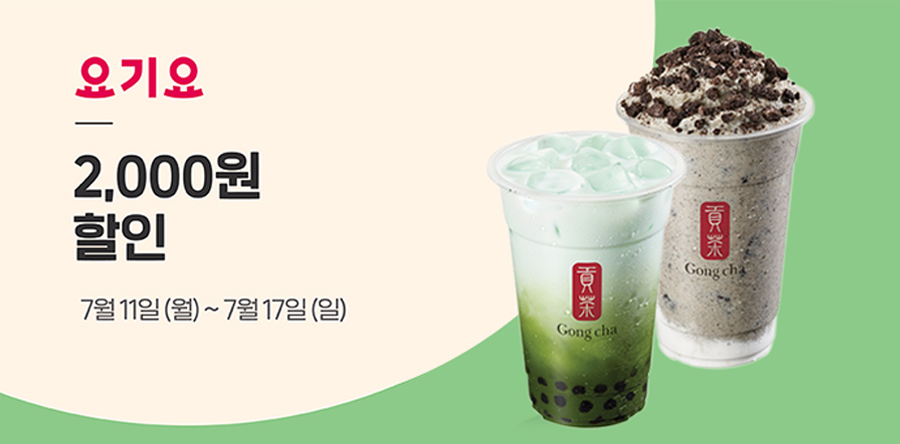 요기요
2,000원
할인
7월 11일 (월) ~ 7월 17일 (일)
貢茶
Gong cha
貢茶
Gong cha